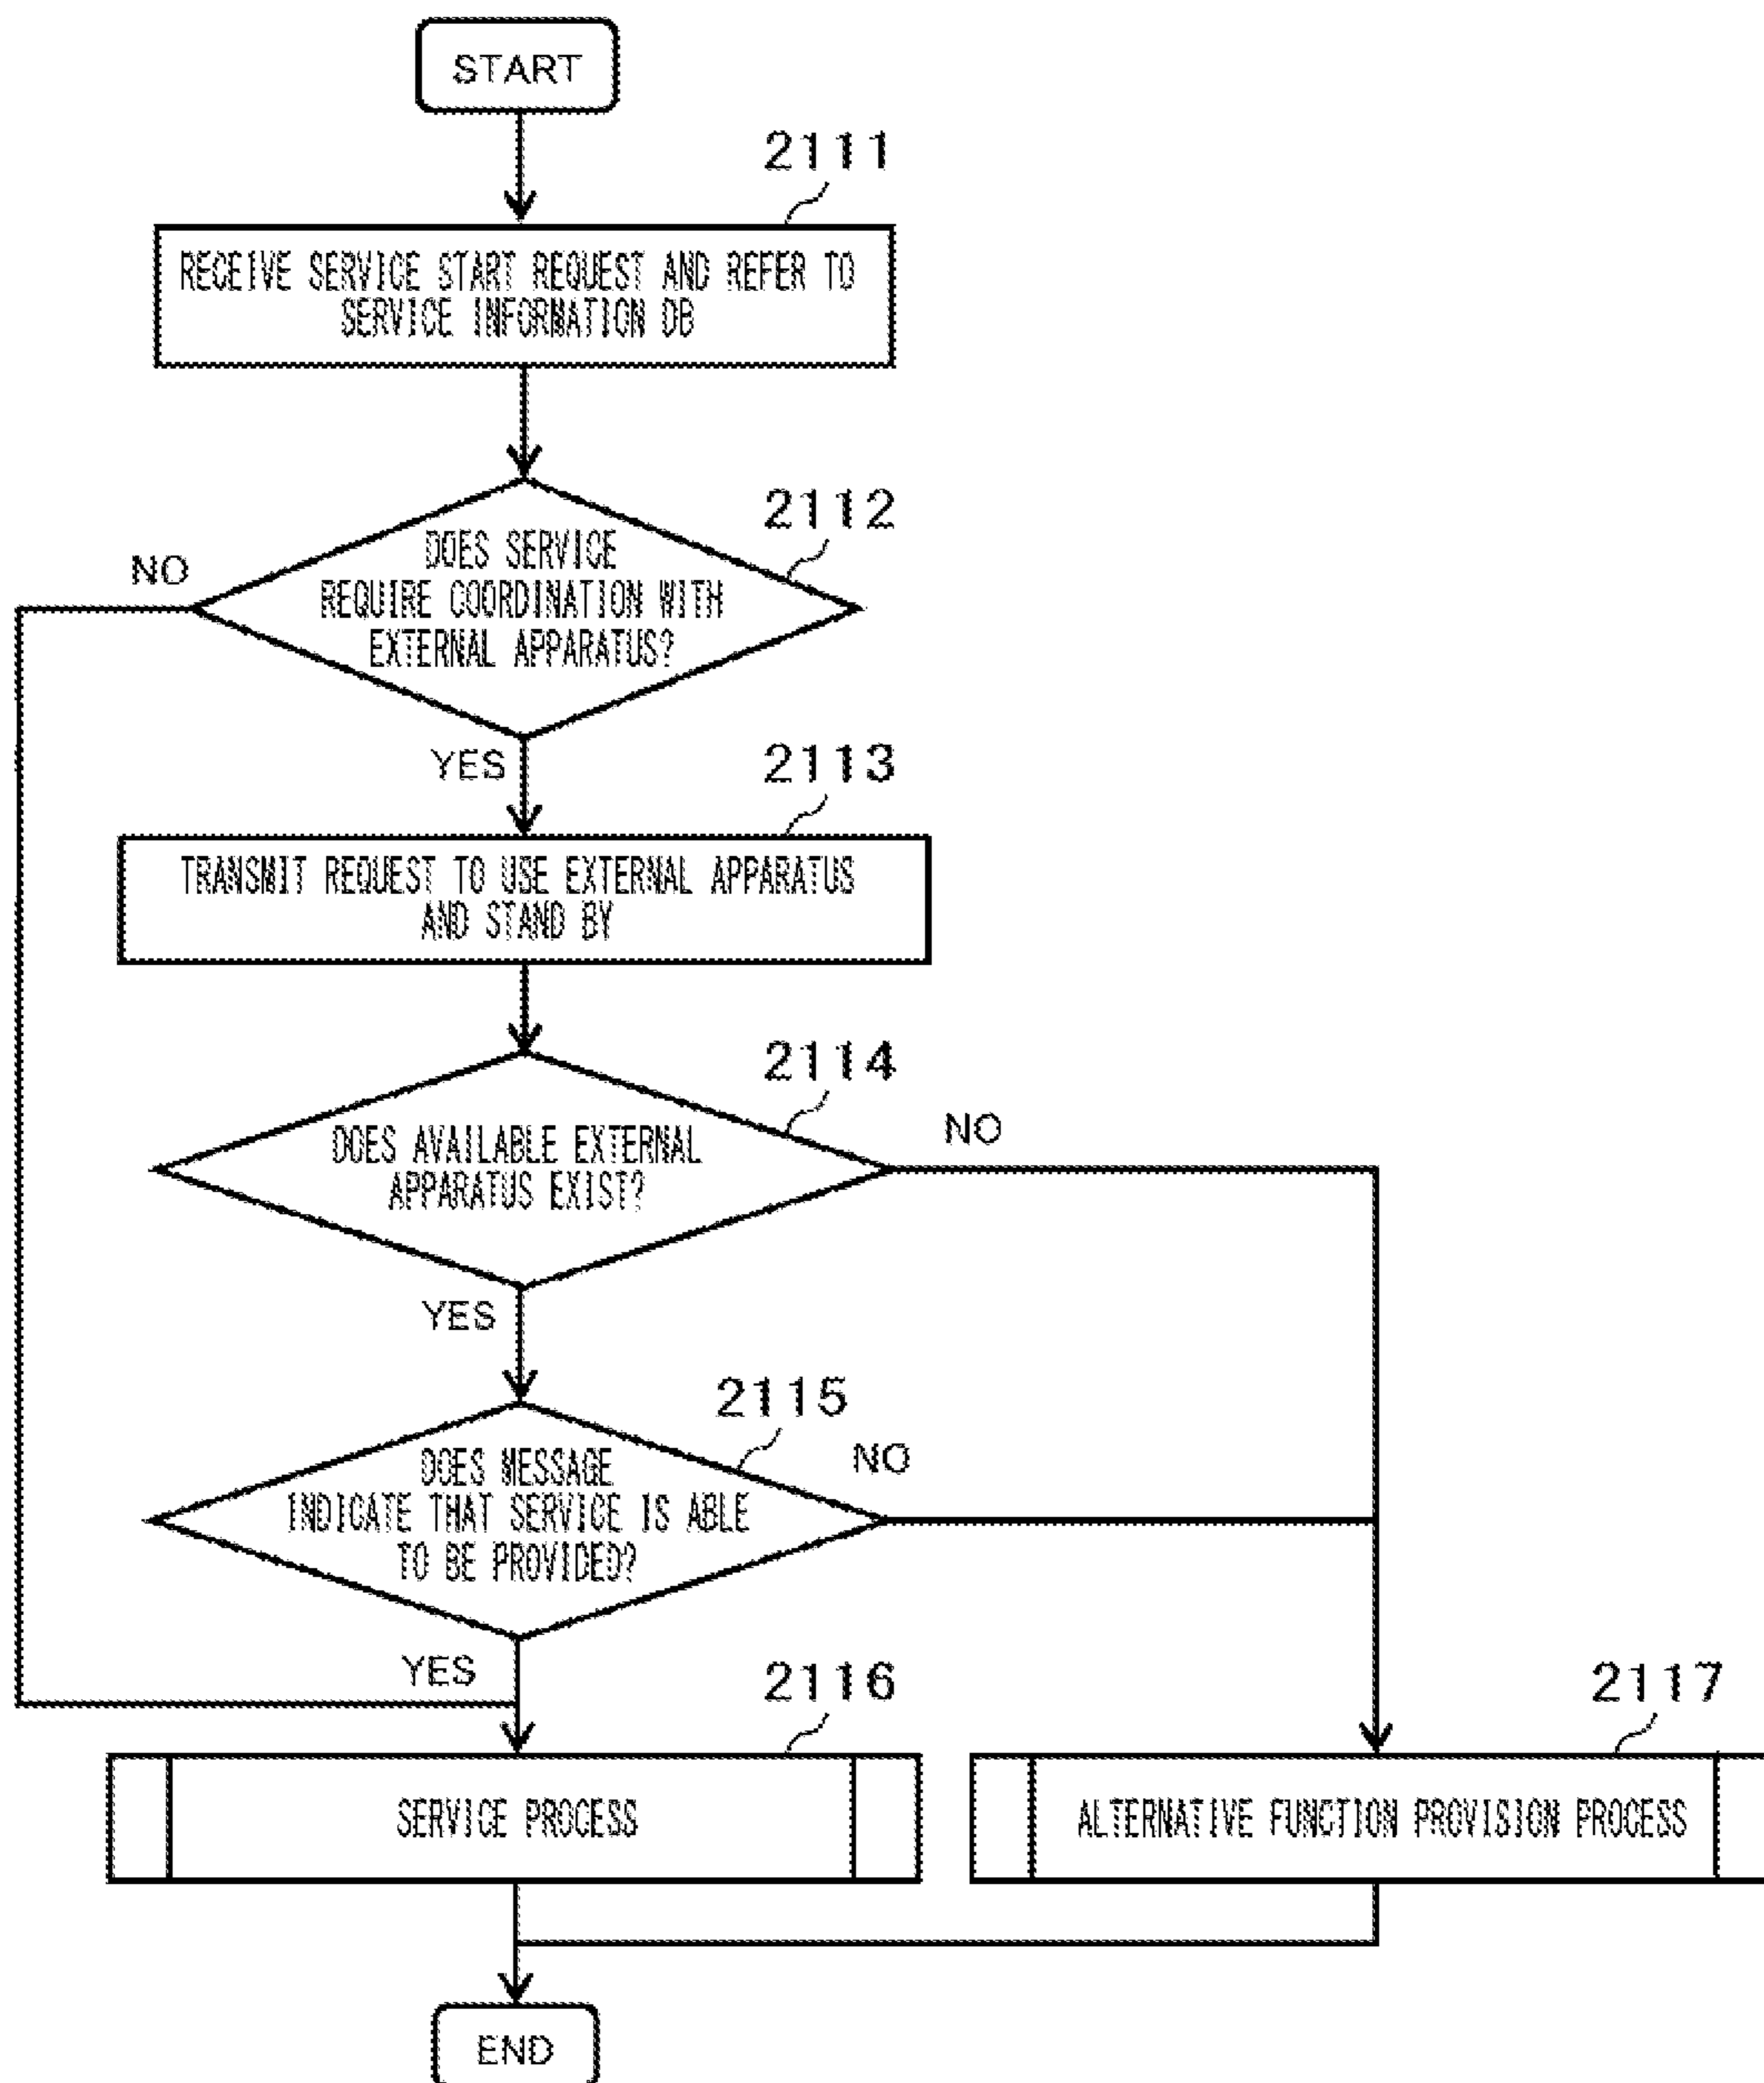 START
2111
RECEIVE SERVICE START REQUEST AND REFER TO
SERVICE INFORMATION DB
2112
NO
DOES SERVICE
REQUIRE COORDINATION WITH
EXTERNAL APPARATUS?
YES
2113
TRANSMIT REQUEST TO USE EXTERNAL APPARATUS
AND STAND BY
2114
NO
DOES AVAILABLE EXTERNAL
APPARATUS EXIST?
YES
2115
NO
DOES MESSAGE
INDICATE THAT SERVICE IS ABLE
TO BE PROVIDED?
YES
2116
2117
SERVICE PROCESS
ALTERNATIVE FUNCTION PROVISION PROCESS
END